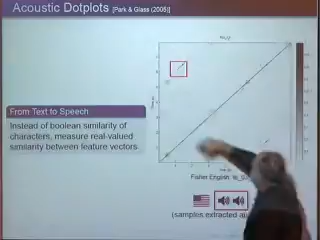 Acoustic Dotplots [Park & Glass (2005)]
From Text to Speech
Instead of boolean similarity of
characters, measure real-valued
similarity between feature vectors
Fisher English:
(samples extracted at